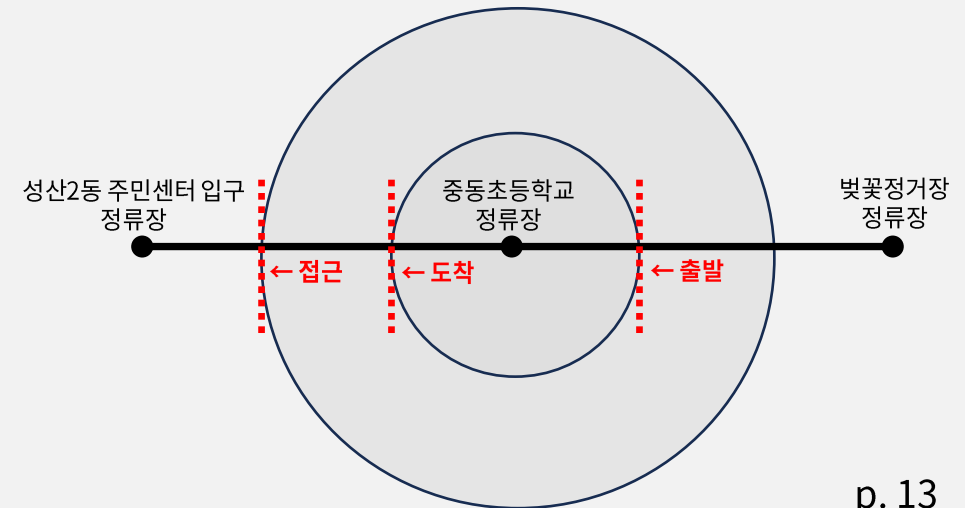 성산2동 주민센터 입구
정류장
중동초등학교
정류장
벚꽃정거장
정류장
← 접근
← 도착
← 출발
p. 13